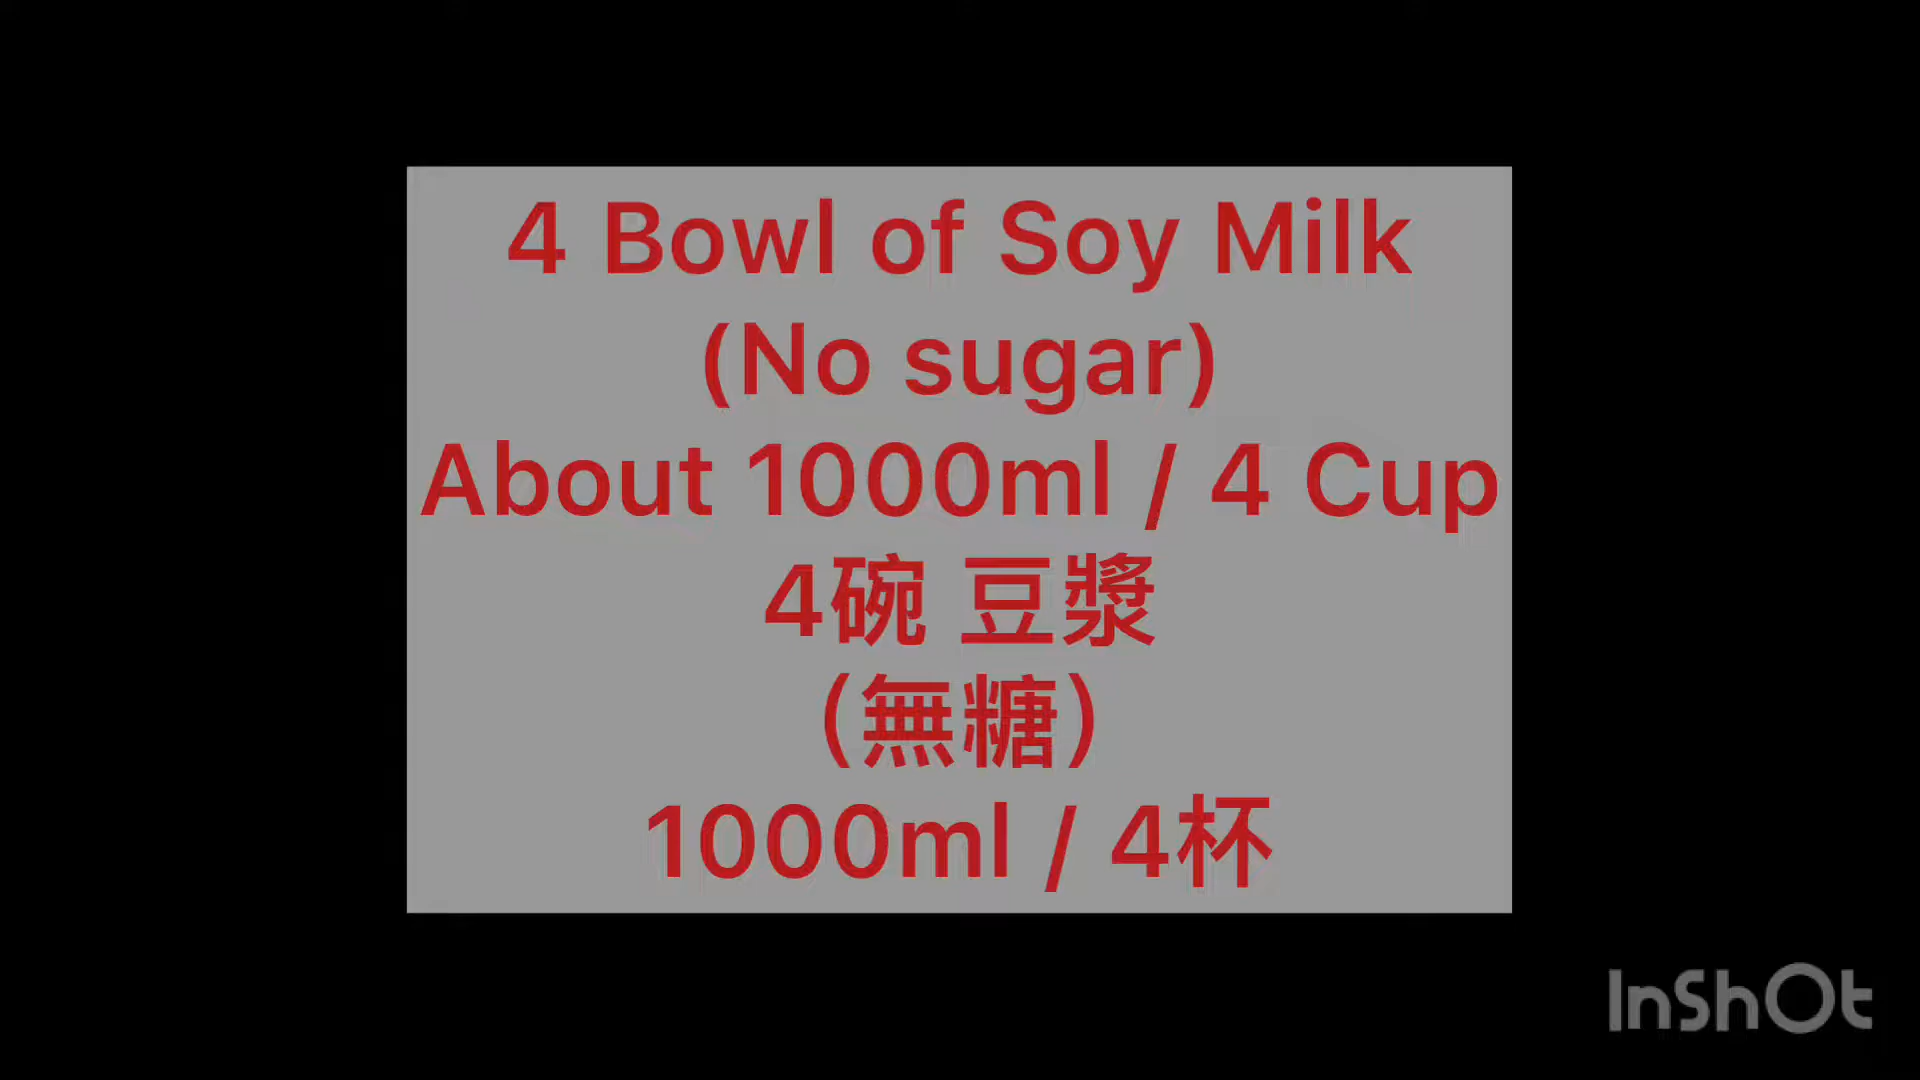 4 Bowl of Soy Milk
(No sugar)
About 1000ml / 4 Cup
4碗 豆漿
(無糖)
1000ml / 4杯
InShOt